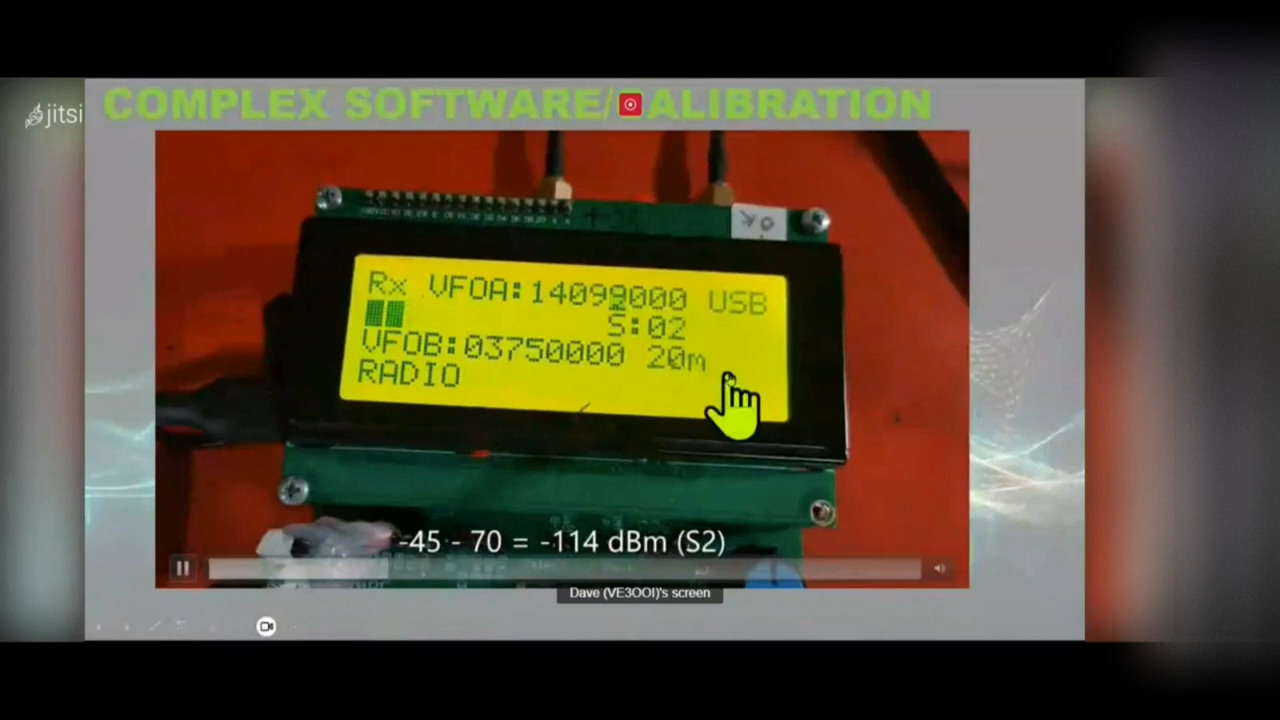 jitsi
COMPLEX SOFTWARE/ ALIBRATION
Rx VFOA:14099000 USB
S:02
VFOB:03750000 20m
RADIO
-45 - 70 = -114 dBm (S2)
Dave (VE3OOI)'s screen